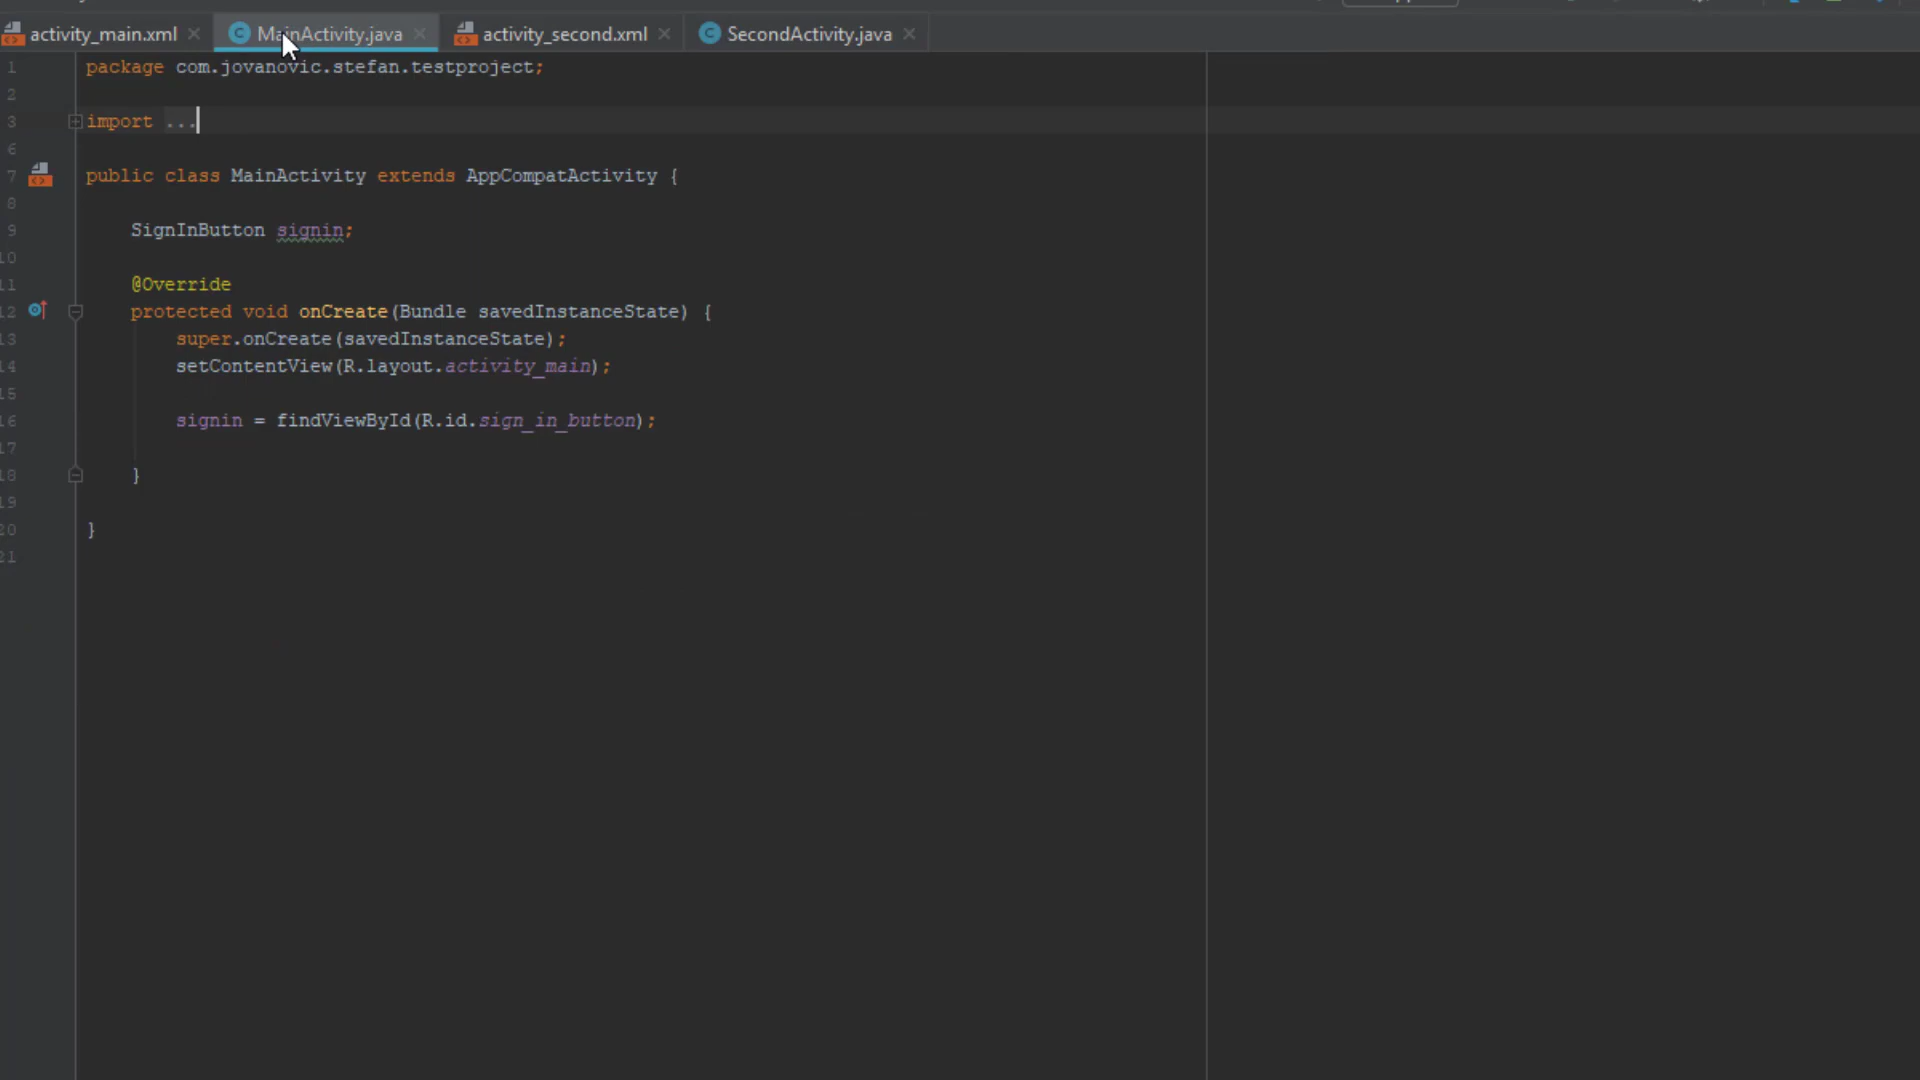 activity_main.xml MainActivity.java activity_second.xml SecondActivity.java
1 package com.jovanovic.stefan.testproject;
2
3 import ...
6
7 public class MainActivity extends AppCompatActivity {
8
9 SignInButton signin;
10
11 @Override
12 protected void onCreate(Bundle savedInstanceState) {
13 super.onCreate(savedInstanceState);
14 setContentView(R.layout.activity_main);
15
16 signin = findViewById(R.id.sign_in_button);
17
18 }
19
20 }
21